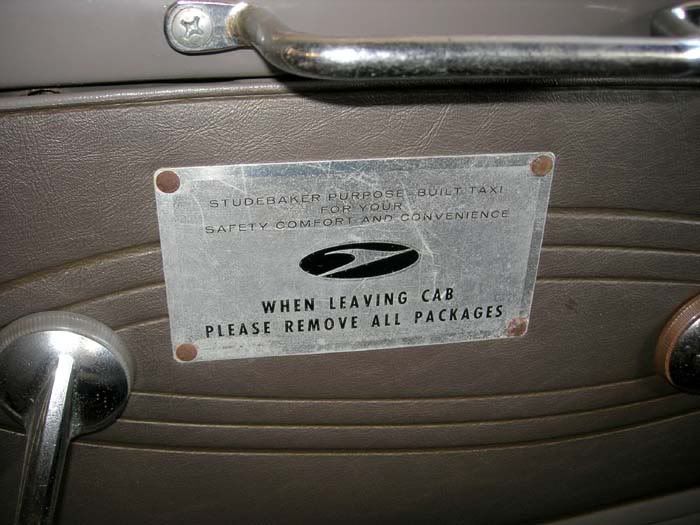 STUDEBAKER PURPOSE-BUILT TAXI
FOR YOUR
SAFETY COMFORT AND CONVENIENCE
WHEN LEAVING CAB
PLEASE REMOVE ALL PACKAGES